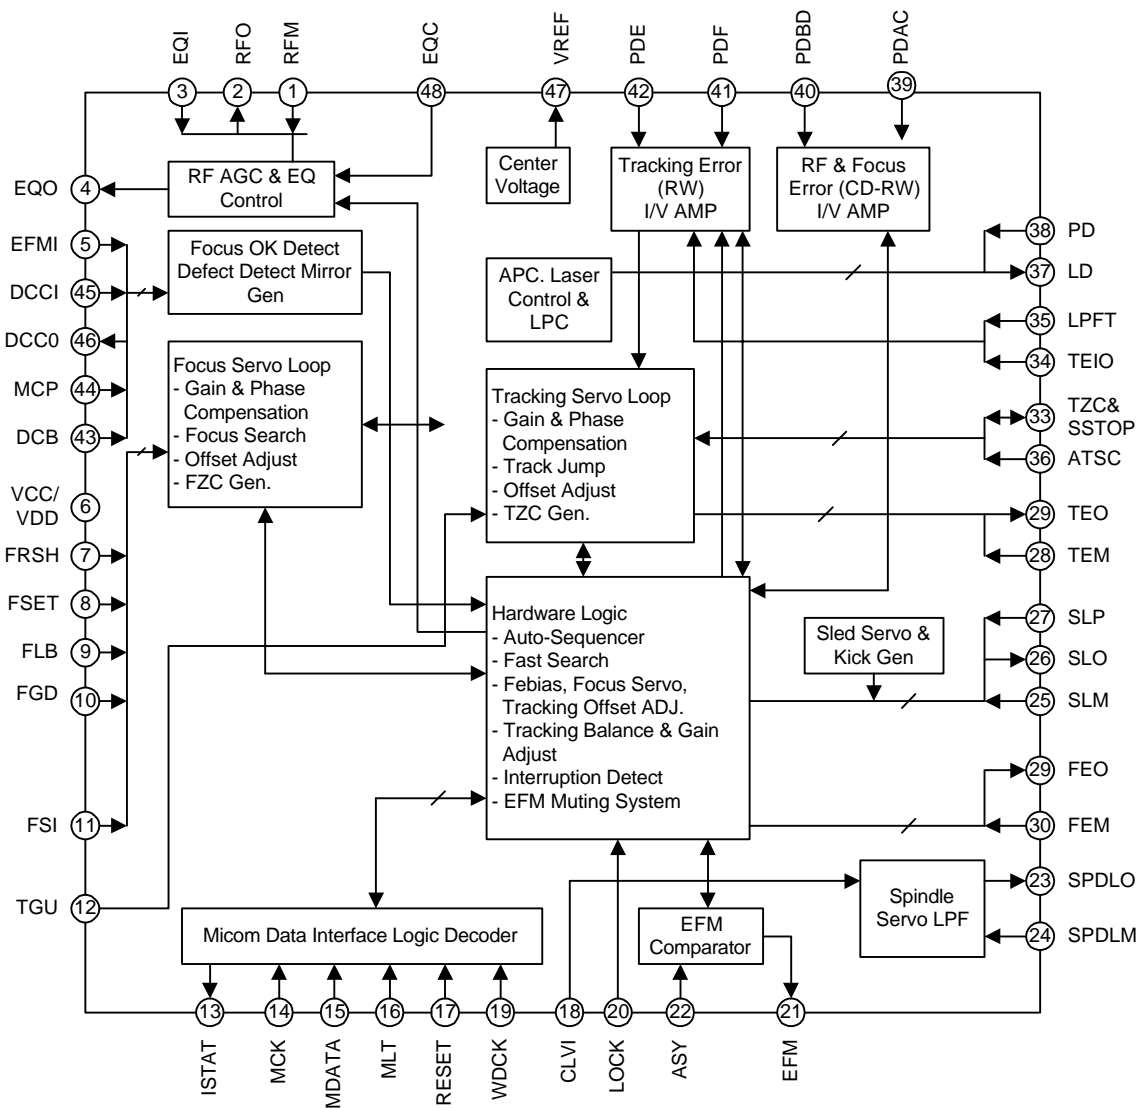 EQI
RFO
RFM
EQC
VREF
PDE
PDF
PDBD
PDAC
3
2
1
48
47
42
41
40
39
EQO
4
EFMI
5
DCCI
45
DCC0
46
MCP
44
DCB
43
VCC/
VDD
6
FRSH
7
FSET
8
FLB
9
FGD
10
FSI
11
TGU
12
RF AGC & EQ
Control
Focus OK Detect
Defect Detect Mirror
Gen
Focus Servo Loop
- Gain & Phase
Compensation
- Focus Search
- Offset Adjust
- FZC Gen.
Center
Voltage
Tracking Error
(RW)
I/V AMP
RF & Focus
Error (CD-RW)
I/V AMP
APC. Laser
Control &
LPC
Tracking Servo Loop
- Gain & Phase
Compensation
- Track Jump
- Offset Adjust
- TZC Gen.
Hardware Logic
- Auto-Sequencer
- Fast Search
- Febias, Focus Servo,
Tracking Offset ADJ.
- Tracking Balance & Gain
Adjust
- Interruption Detect
- EFM Muting System
Sled Servo &
Kick Gen
Spindle
Servo LPF
EFM
Comparator
Micom Data Interface Logic Decoder
38
PD
37
LD
35
LPFT
34
TEIO
33
TZC&
SSTOP
36
ATSC
29
TEO
28
TEM
27
SLP
26
SLO
25
SLM
29
FEO
30
FEM
23
SPDLO
24
SPDLM
13
14
15
16
17
19
18
20
22
21
ISTAT
MCK
MDATA
MLT
RESET
WDCK
CLVI
LOCK
ASY
EFM